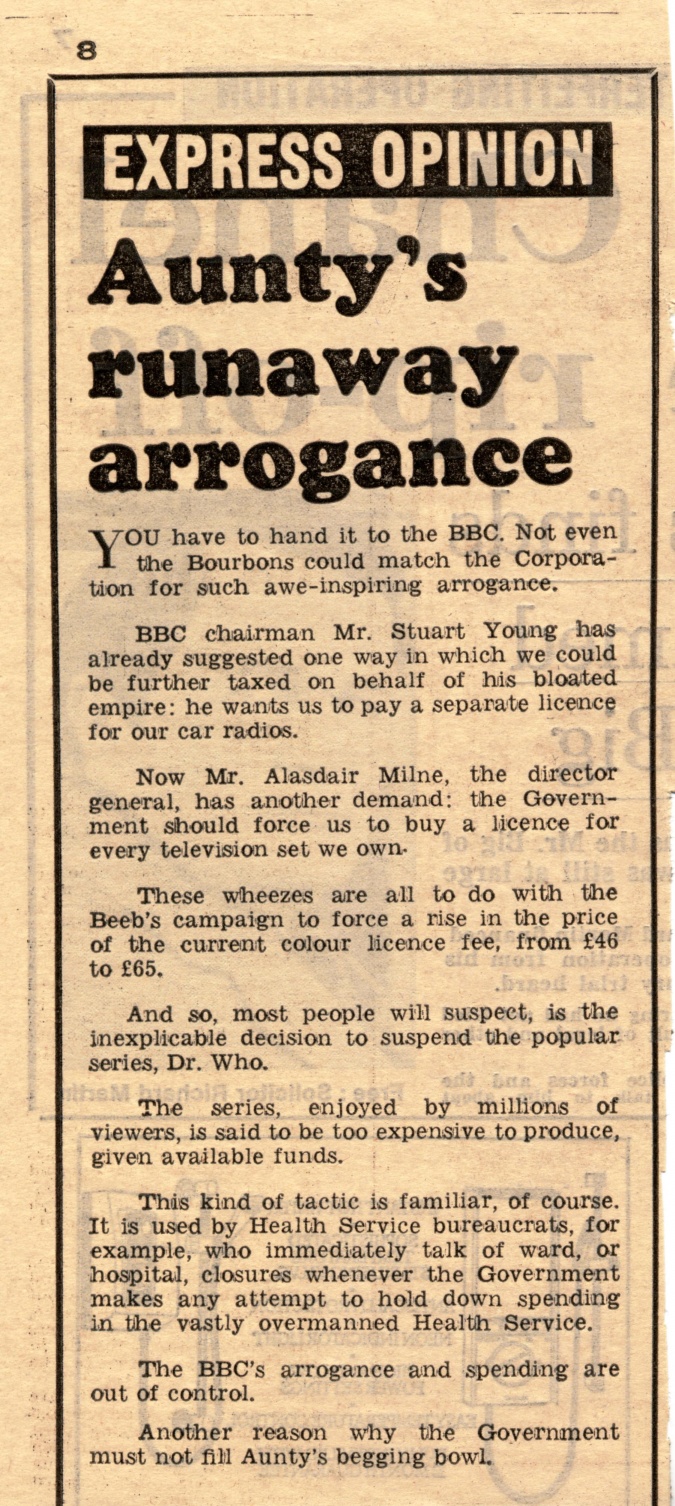 8
EXPRESS OPINION
Aunty's
runaway
arrogance
YOU have to hand it to the BBC. Not even
the Bourbons could match the Corpora-
tion for such awe-inspiring arrogance.
BBC chairman Mr. Stuart Young has
already suggested one way in which we could
be further taxed on behalf of his bloated
empire: he wants us to pay a separate licence
for our car radios.
Now Mr. Alasdair Milne, the director
general, has another demand: the Govern-
ment should force us to buy a licence for
every television set we own.
These wheezes are all to do with the
Beeb's campaign to force a rise in the price
of the current colour licence fee, from £46
to £65.
And so, most people will suspect, is the
inexplicable decision to suspend the popular
series, Dr. Who.
The series, enjoyed by millions of
viewers, is said to be too expensive to produce,
given available funds.
This kind of tactic is familiar, of course.
It is used by Health Service bureaucrats, for
example, who immediately talk of ward, or
hospital, closures whenever the Government
makes any attempt to hold down spending
in the vastly overmanned Health Service.
The BBC's arrogance and spending are
out of control.
Another reason why the Government
must not fill Aunty's begging bowl.